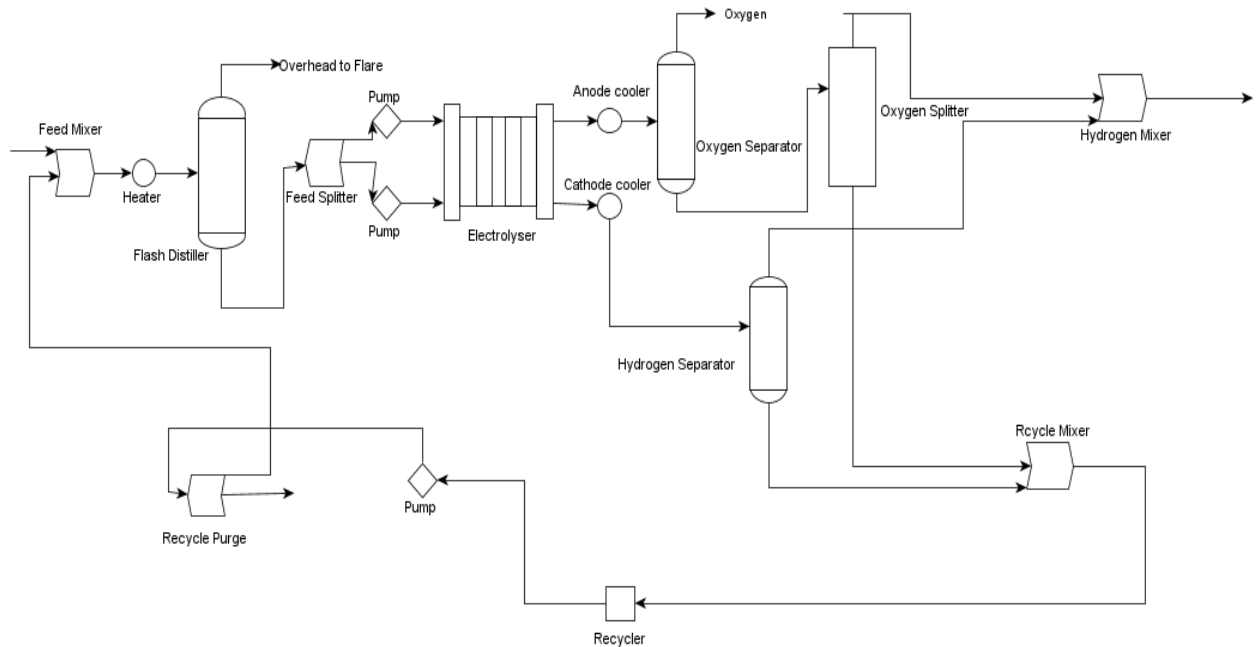 Oxygen
Overhead to Flare
Pump
Anode cooler
Oxygen Splitter
Feed Mixer
Hydrogen Mixer
Oxygen Separator
Cathode cooler
Heater
Feed Splitter
Pump
Electrolyser
Flash Distiller
Hydrogen Separator
Rcycle Mixer
Pump
Recycle Purge
Recycler